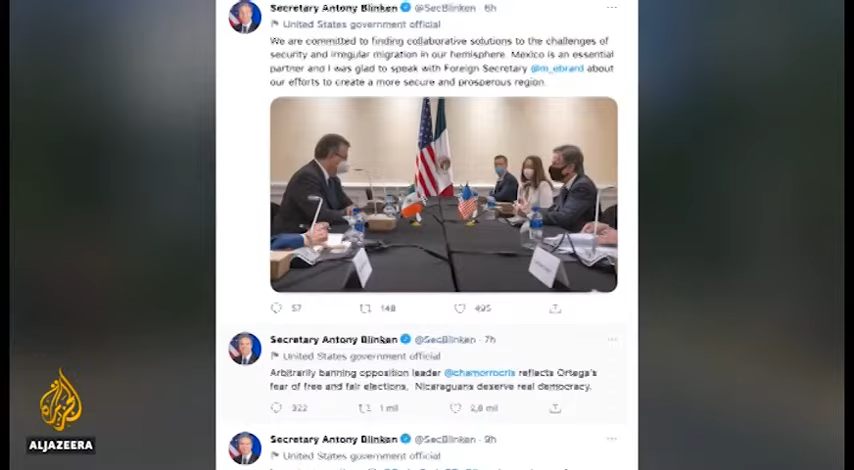 Secretary Antony Blinken @SecBlinken · 6h
United States government official
We are committed to finding collaborative solutions to the challenges of
security and irregular migration in our hemisphere. Mexico is an essential
partner and I was glad to speak with Foreign Secretary @m_ebrard about
our efforts to create a more secure and prosperous region.
57 148 495
Secretary Antony Blinken @SecBlinken · 7h
United States government official
Arbitrarily banning opposition leader @chamorrocris reflects Ortega's
fear of free and fair elections. Nicaraguans deserve real democracy.
322 1 mil 2,8 mil
Secretary Antony Blinken @SecBlinken · 9h
United States government official
ALJAZEERA